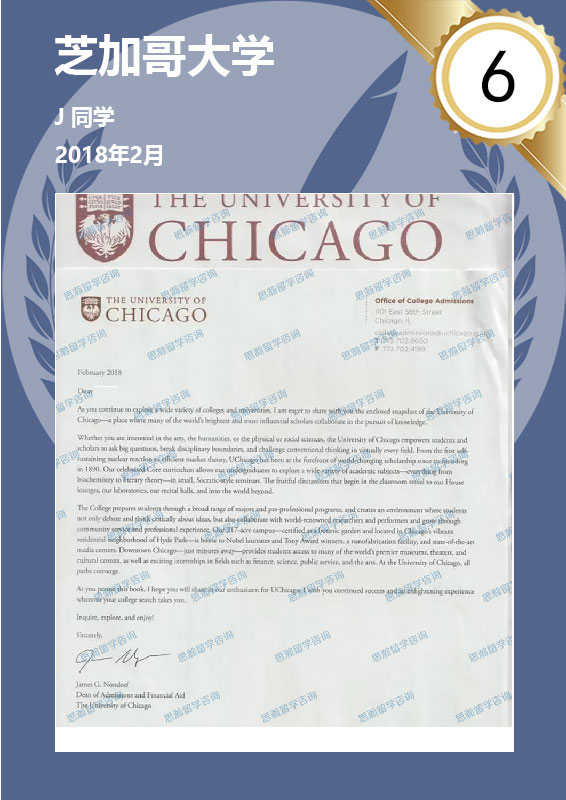 芝加哥大学
6
J 同学
2018年2月
THE UNIVERSITY OF
CHICAGO
THE UNIVERSITY OF
CHICAGO
Office of College Admissions
1101 East 58th Street
Chicago, IL
collegeadmissions@uchicago.edu
T 773.702.8650
F 773.702.4199
February 2018
Dear
As you continue to explore a wide variety of colleges and universities, I am eager to share with you the enclosed snapshot of the University of
Chicago—a place where many of the world's brightest and most influential scholars collaborate in the pursuit of knowledge.
Whether you are interested in the arts, the humanities, or the physical or social sciences, the University of Chicago empowers students and
scholars to ask big questions, break disciplinary boundaries, and challenge conventional thinking in virtually every field. From the first self-
sustaining nuclear reaction to efficient market theory, UChicago has been at the forefront of world-changing scholarship since its founding
in 1890. Our celebrated Core curriculum allows our undergraduates to explore a wide variety of academic subjects—everything from
biochemistry to literary theory—in small, Socratic-style seminars. The fruitful discussions that begin in the classroom travel to our House
lounges, our laboratories, our recital halls, and into the world beyond.
The College prepares students through a broad range of majors and pre-professional programs, and creates an environment where students
not only debate and think critically about ideas, but also collaborate with world-renowned researchers and performers and grow through
community service and professional experience. Our 217-acre campus—certified as a botanic garden and located in Chicago's vibrant
residential neighborhood of Hyde Park—is home to Nobel laureates and Tony Award winners, a nanofabrication facility, and state-of-the-art
media centers. Downtown Chicago—just minutes away—provides students access to many of the world's premier museums, theaters, and
cultural centers, as well as exciting internships in fields such as finance, science, public service, and the arts. At the University of Chicago, all
paths converge.
As you peruse this book, I hope you will share in our enthusiasm for UChicago. I wish you continued success and an enlightening experience
wherever your college search takes you.
Inquire, explore, and enjoy!
Sincerely,
James G. Nondorf
Dean of Admissions and Financial Aid
The University of Chicago
思瀚留学咨询